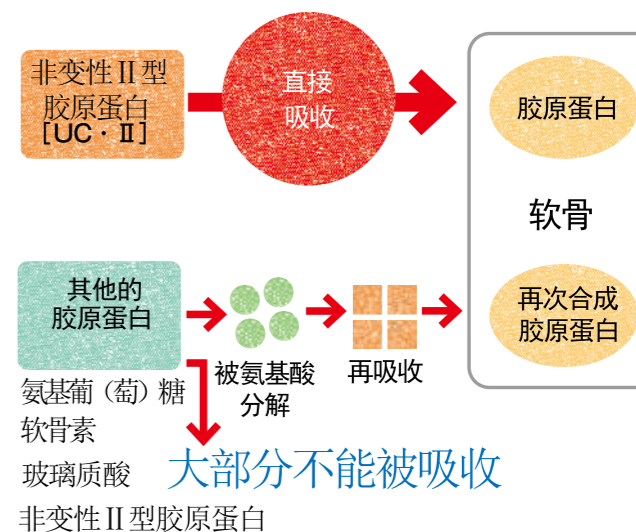 非变性Ⅱ型
胶原蛋白
[UC·Ⅱ]
直接
吸收
胶原蛋白
软骨
其他的
胶原蛋白
被氨基酸
分解
再吸收
再次合成
胶原蛋白
氨基葡（萄）糖
软骨素
玻璃质酸
大部分不能被吸收
非变性Ⅱ型胶原蛋白